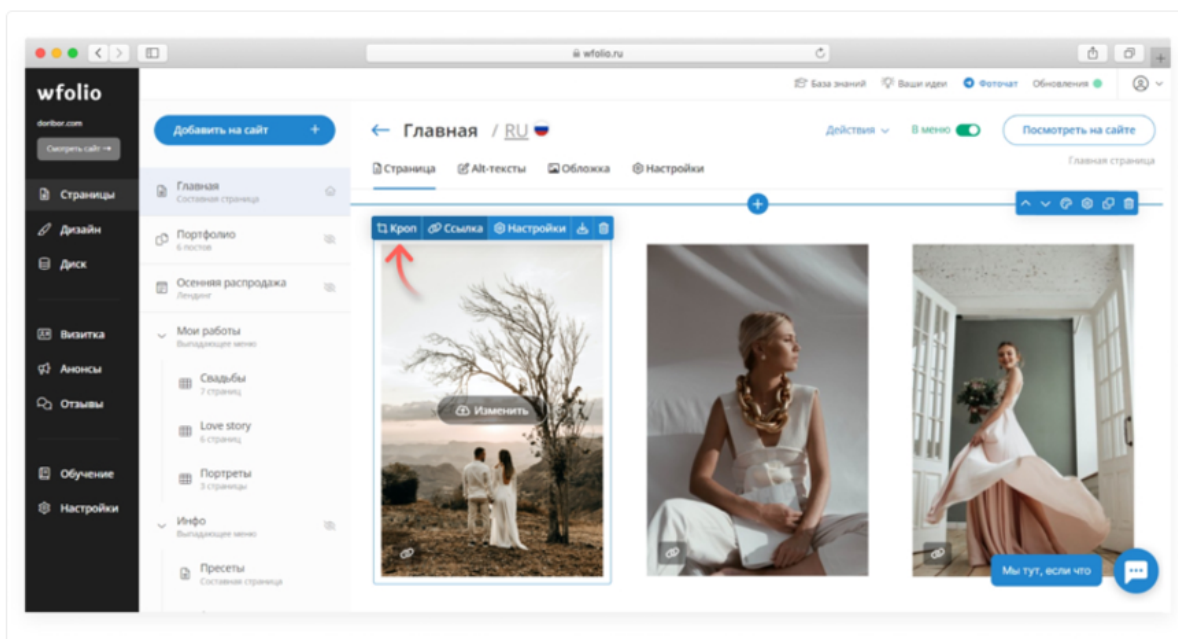 wfolio.ru
wfolio
doribor.com
Смотреть сайт →
Страницы
Дизайн
Диск
Визитка
Анонсы
Отзывы
Обучение
Настройки
База знаний
Ваши идеи
Фоточат
Обновления
Добавить на сайт +
Главная
Составная страница
Портфолио
6 постов
Осенняя распродажа
Лендинг
Мои работы
Выпадающее меню
Свадьбы
7 страниц
Love story
6 страниц
Портреты
3 страницы
Инфо
Выпадающее меню
Пресеты
Составная страница
← Главная / RU
Действия
В меню
Посмотреть на сайте
Страница
Alt-тексты
Обложка
Настройки
Главная страница
Кроп
Ссылка
Настройки
Изменить
Мы тут, если что